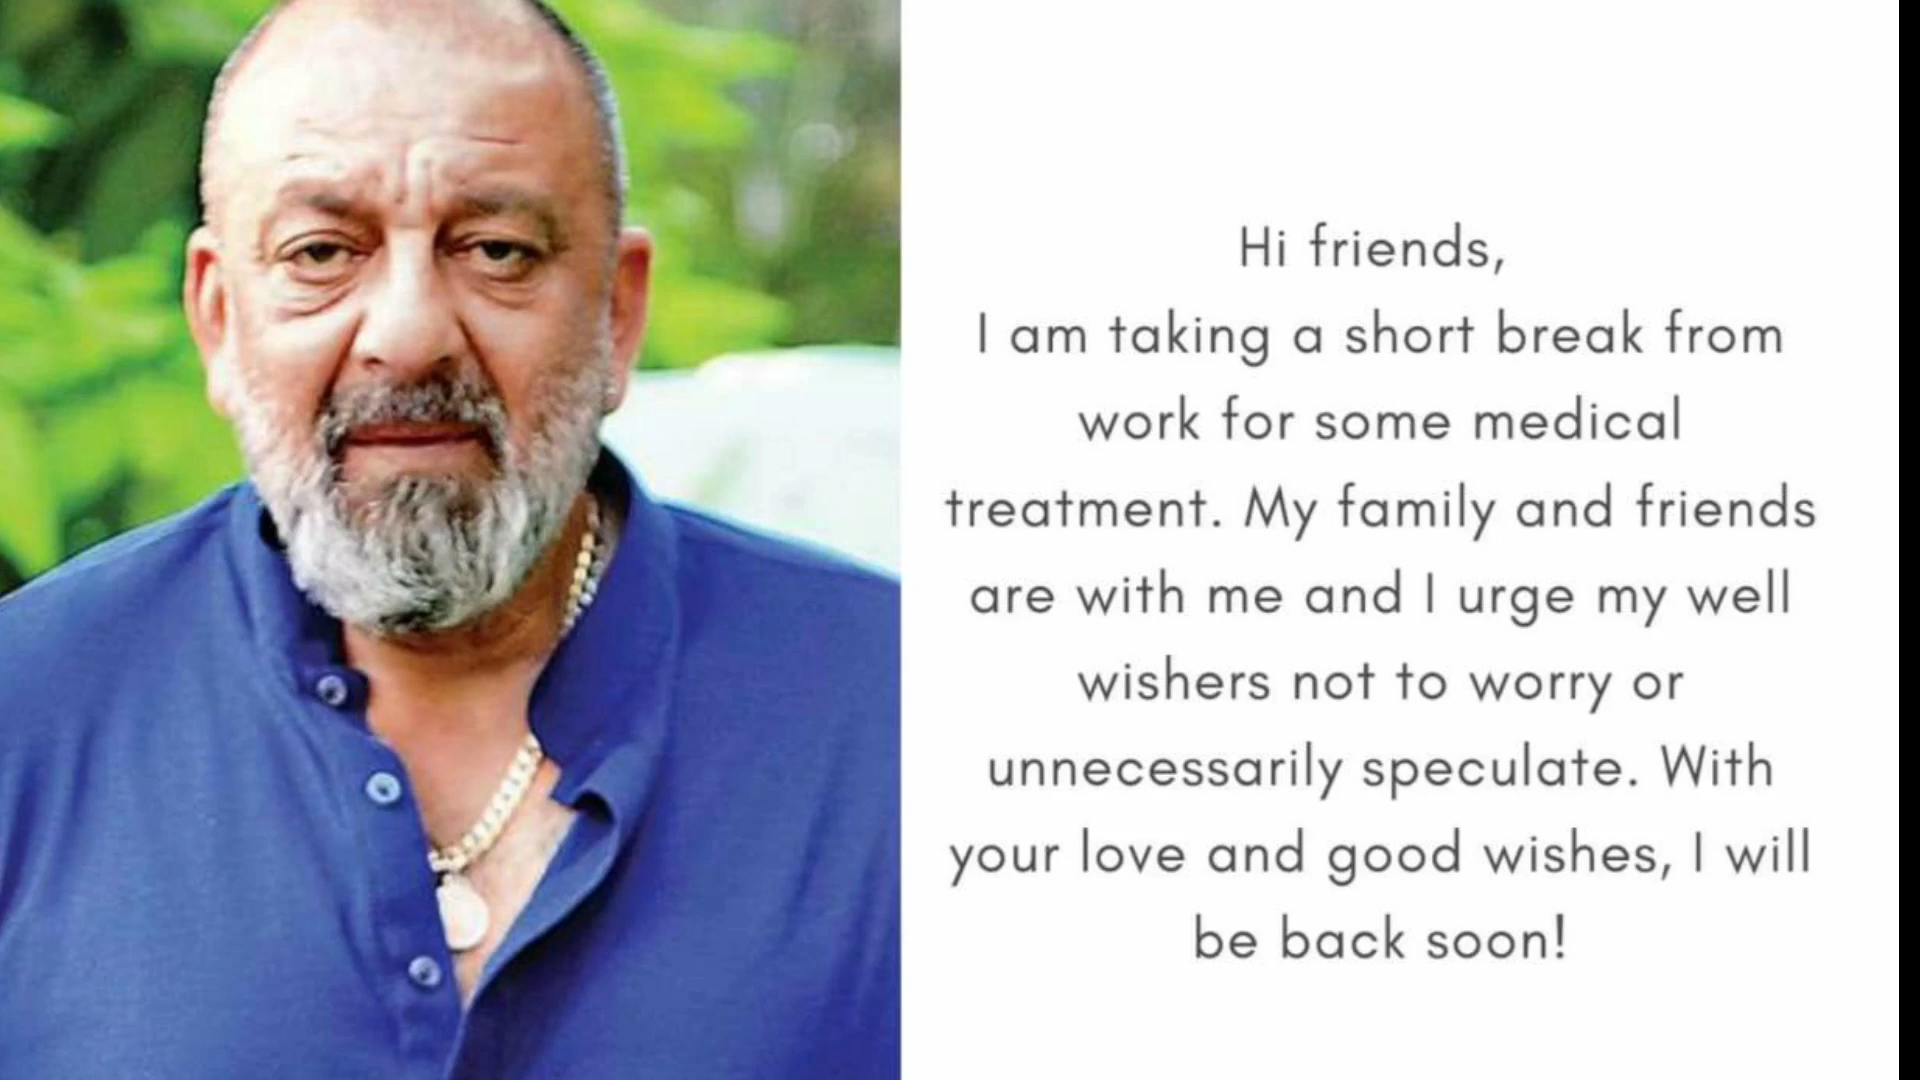 Hi friends,
I am taking a short break from
work for some medical
treatment. My family and friends
are with me and I urge my well
wishers not to worry or
unnecessarily speculate. With
your love and good wishes, I will
be back soon!